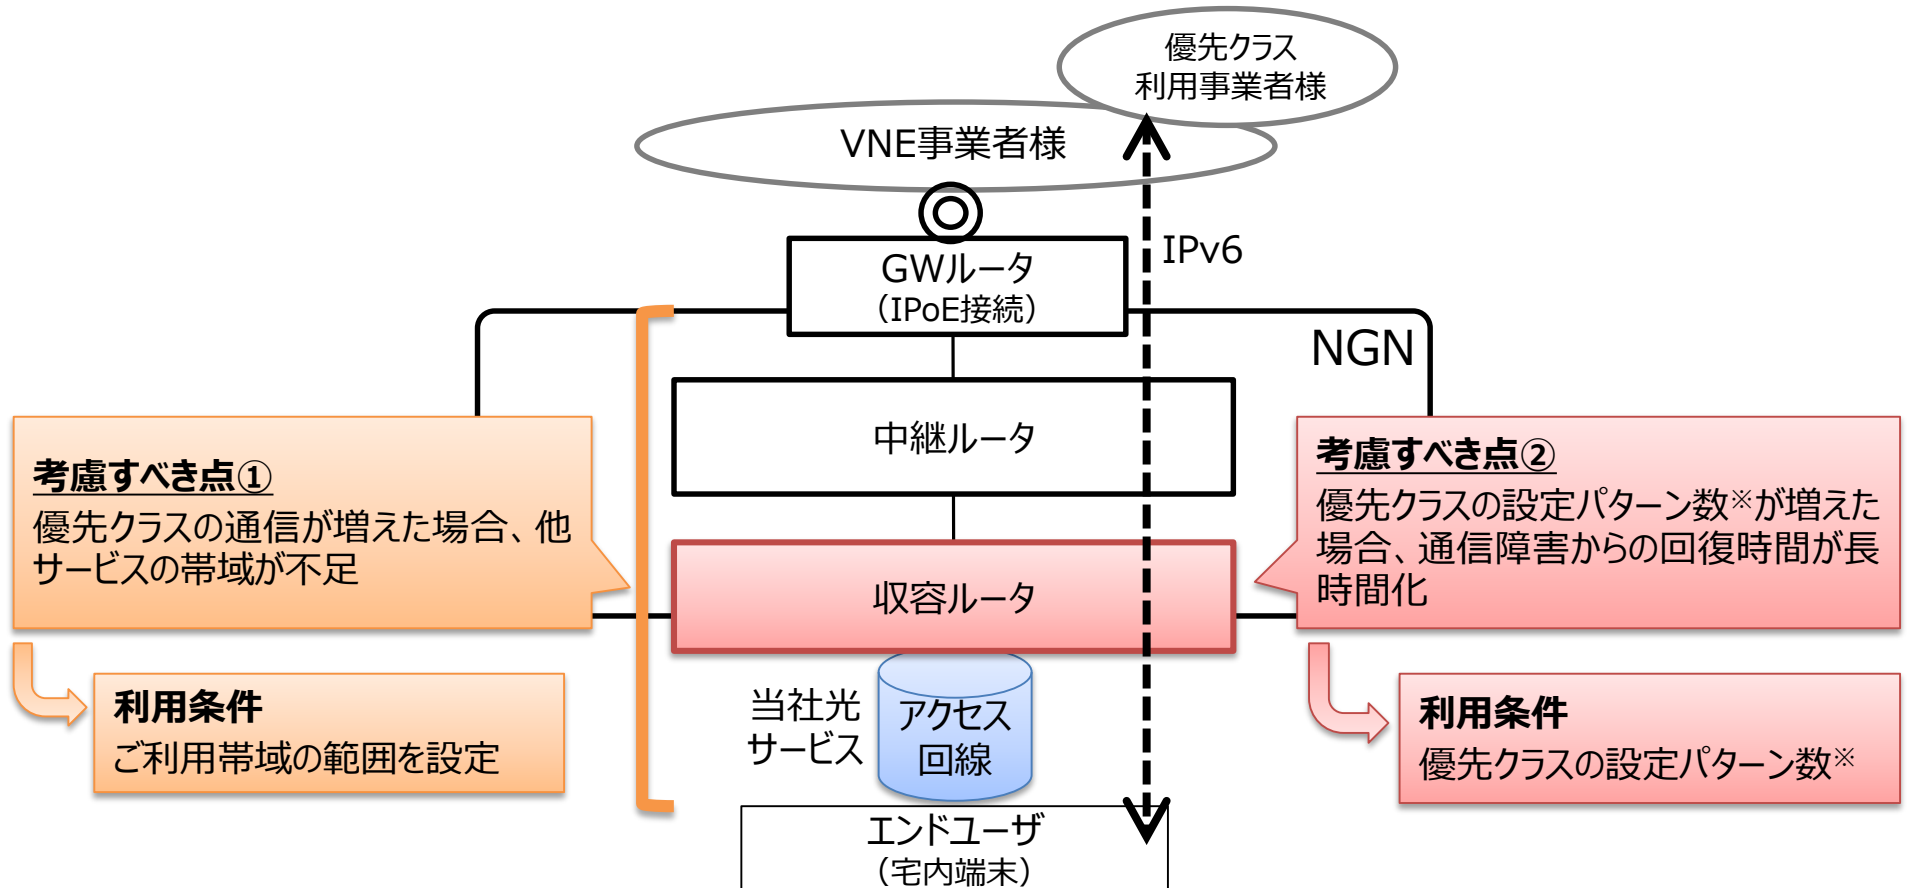 優先クラス
利用事業者様
VNE事業者様
IPv6
GWルータ
（IPoE接続）
NGN
中継ルータ
考慮すべき点①
優先クラスの通信が増えた場合、他
サービスの帯域が不足
考慮すべき点②
優先クラスの設定パターン数※が増えた
場合、通信障害からの回復時間が長
時間化
収容ルータ
利用条件
ご利用帯域の範囲を設定
当社光
サービス
アクセス
回線
利用条件
優先クラスの設定パターン数※
エンドユーザ
（宅内端末）